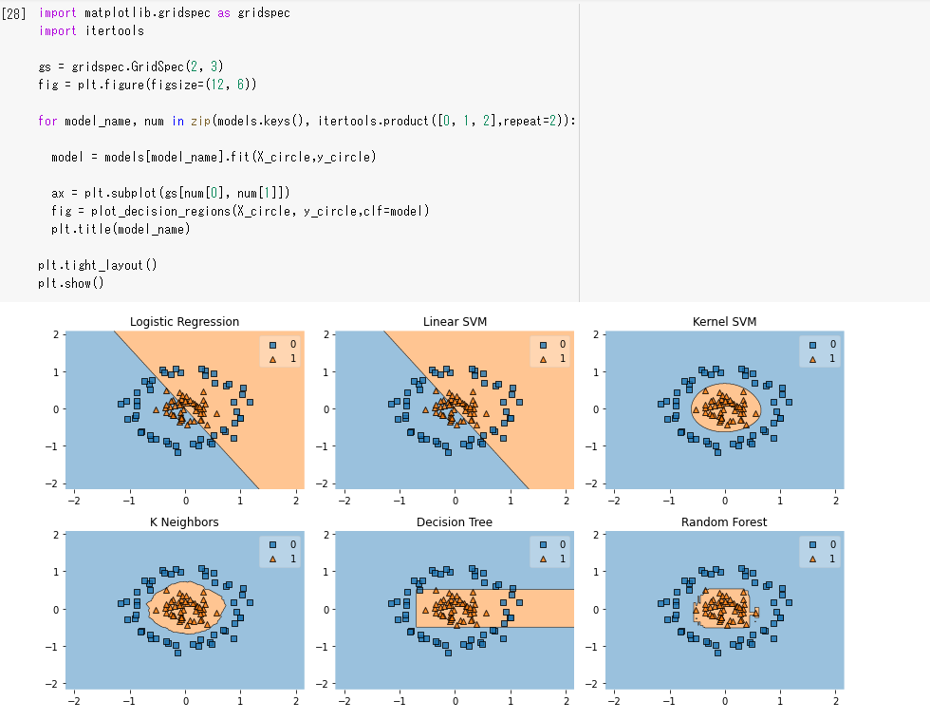 [28] import matplotlib.gridspec as gridspec
import itertools
gs = gridspec.GridSpec(2, 3)
fig = plt.figure(figsize=(12, 6))
for model_name, num in zip(models.keys(), itertools.product([0, 1, 2],repeat=2)):
model = models[model_name].fit(X_circle,y_circle)
ax = plt.subplot(gs[num[0], num[1]])
fig = plot_decision_regions(X_circle, y_circle,clf=model)
plt.title(model_name)
plt.tight_layout()
plt.show()
Logistic Regression
2
1
0
−1
−2
−2 −1 0 1 2
0
1
Linear SVM
2
1
0
−1
−2
−2 −1 0 1 2
0
1
Kernel SVM
2
1
0
−1
−2
−2 −1 0 1 2
0
1
K Neighbors
2
1
0
−1
−2
−2 −1 0 1 2
0
1
Decision Tree
2
1
0
−1
−2
−2 −1 0 1 2
0
1
Random Forest
2
1
0
−1
−2
−2 −1 0 1 2
0
1